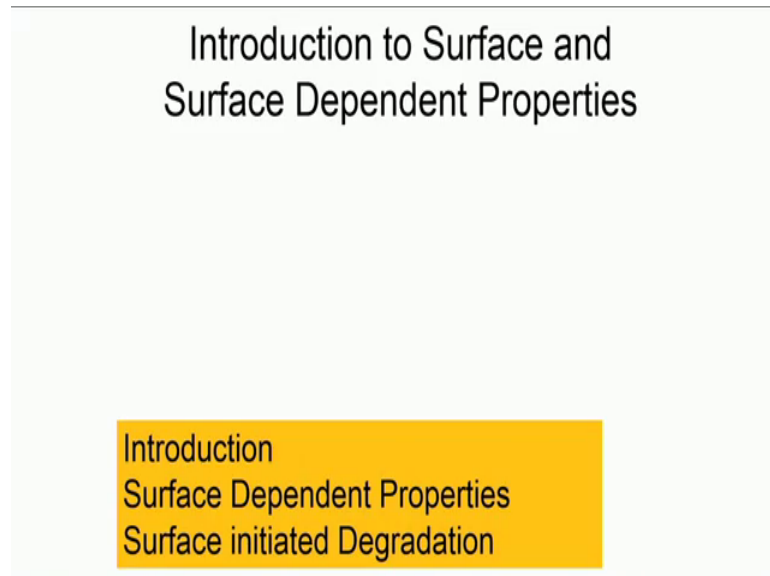 Introduction to Surface and
Surface Dependent Properties
Introduction
Surface Dependent Properties
Surface initiated Degradation